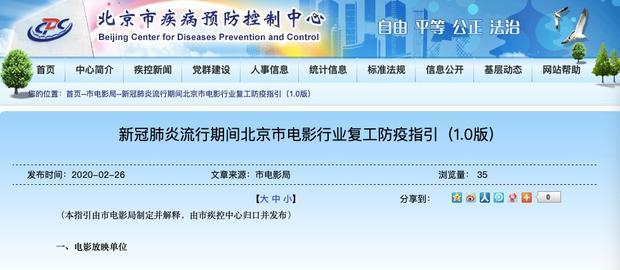 CDC
北京市疾病预防控制中心
Beijing Center for Diseases Prevention and Control
自由 平等 公正 法治
首页 中心简介 疾控新闻 党群建设 人事信息 统计信息 标准法规 信息公开 基层动态 网站帮助
您的位置：首页--市电影局--新冠肺炎流行期间北京市电影行业复工防疫指引（1.0版）
新冠肺炎流行期间北京市电影行业复工防疫指引（1.0版）
发布时间：2020-02-26 文章来源：市电影局 浏览量： 35
【大 中 小】 分享到： 0
（本指引由市电影局制定并解释，由市疾控中心归口并发布）
一、电影放映单位